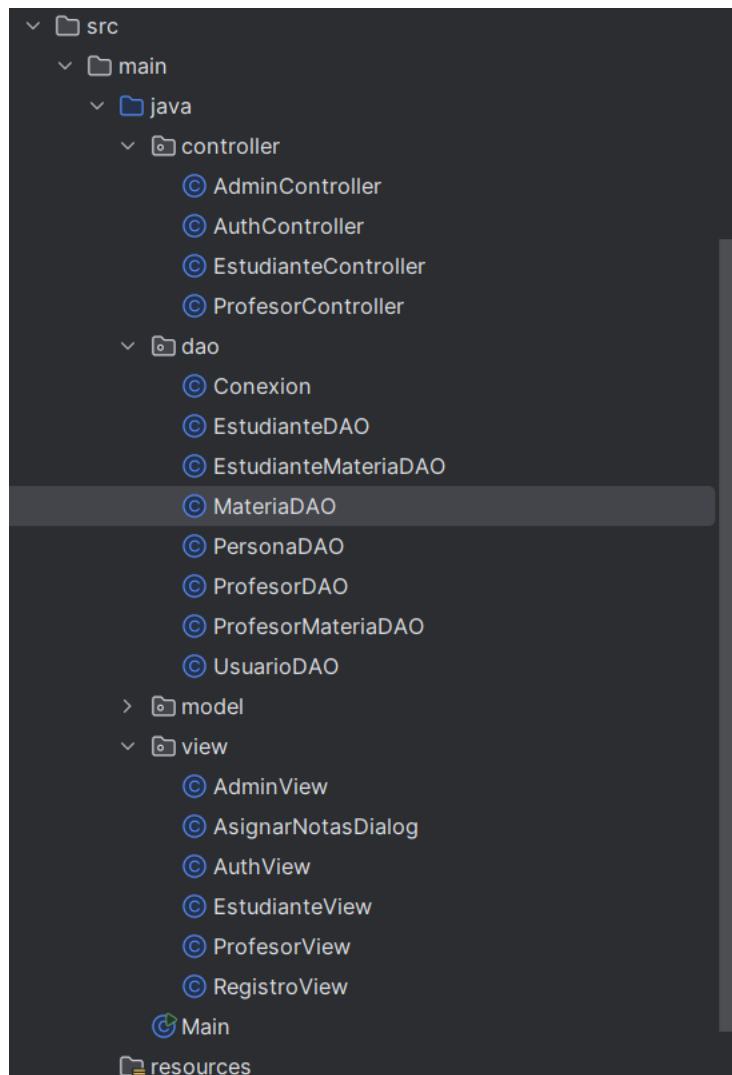 src
main
java
controller
AdminController
AuthController
EstudianteController
ProfesorController
dao
Conexion
EstudianteDAO
EstudianteMateriaDAO
MateriaDAO
PersonaDAO
ProfesorDAO
ProfesorMateriaDAO
UsuarioDAO
model
view
AdminView
AsignarNotasDialog
AuthView
EstudianteView
ProfesorView
RegistroView
Main
resources